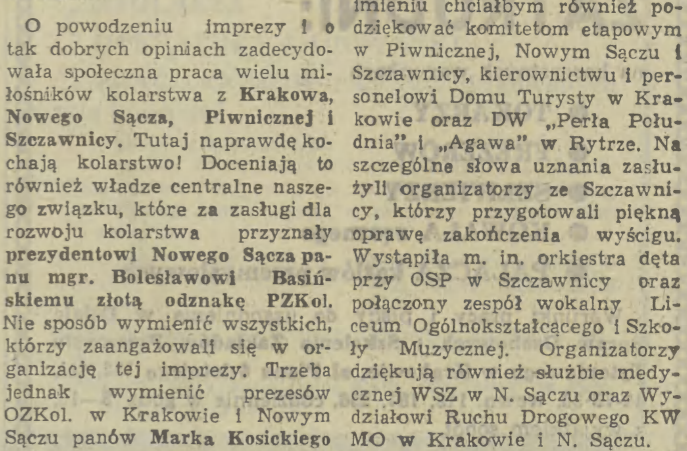 O powodzeniu imprezy i o
tak dobrych opiniach zadecydo-
wała społeczna praca wielu mi-
łośników kolarstwa z Krakowa,
Nowego Sącza, Piwnicznej i
Szczawnicy. Tutaj naprawdę ko-
chają kolarstwo! Doceniają to
również władze centralne nasze-
go związku, które za zasługi dla
rozwoju kolarstwa przyznały
prezydentowi Nowego Sącza pa-
nu mgr. Bolesławowi Basiń-
skiemu złotą odznakę PZKol.
Nie sposób wymienić wszystkich,
którzy zaangażowali się w or-
ganizację tej imprezy. Trzeba
jednak wymienić prezesów
OZKol. w Krakowie i Nowym
Sączu panów Marka Kosickiego
imieniu chciałbym również po-
dziękować komitetom etapowym
w Piwnicznej, Nowym Sączu i
Szczawnicy, kierownictwu i per-
sonelowi Domu Turysty w Kra-
kowie oraz DW „Perła Połu-
dnia" i „Agawa" w Rytrze. Na
szczególne słowa uznania zasłu-
żyli organizatorzy ze Szczawni-
cy, którzy przygotowali piękną
oprawę zakończenia wyścigu.
Wystąpiła m. in. orkiestra dęta
przy OSP w Szczawnicy oraz
połączony zespół wokalny Li-
ceum Ogólnokształcącego i Szko-
ły Muzycznej. Organizatorzy
dziękują również służbie medy-
cznej WSZ w N. Sączu oraz Wy-
działowi Ruchu Drogowego KW
MO w Krakowie i N. Sączu.